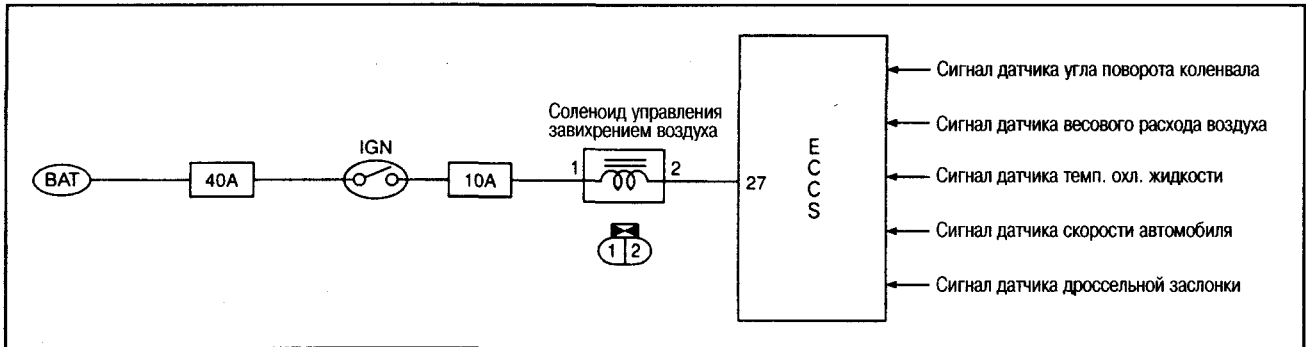 BAT
40A
IGN
10A
Соленоид управления
завихрением воздуха
1
2
1 2
27
E
C
C
S
Сигнал датчика угла поворота коленвала
Сигнал датчика весового расхода воздуха
Сигнал датчика темп. охл. жидкости
Сигнал датчика скорости автомобиля
Сигнал датчика дроссельной заслонки